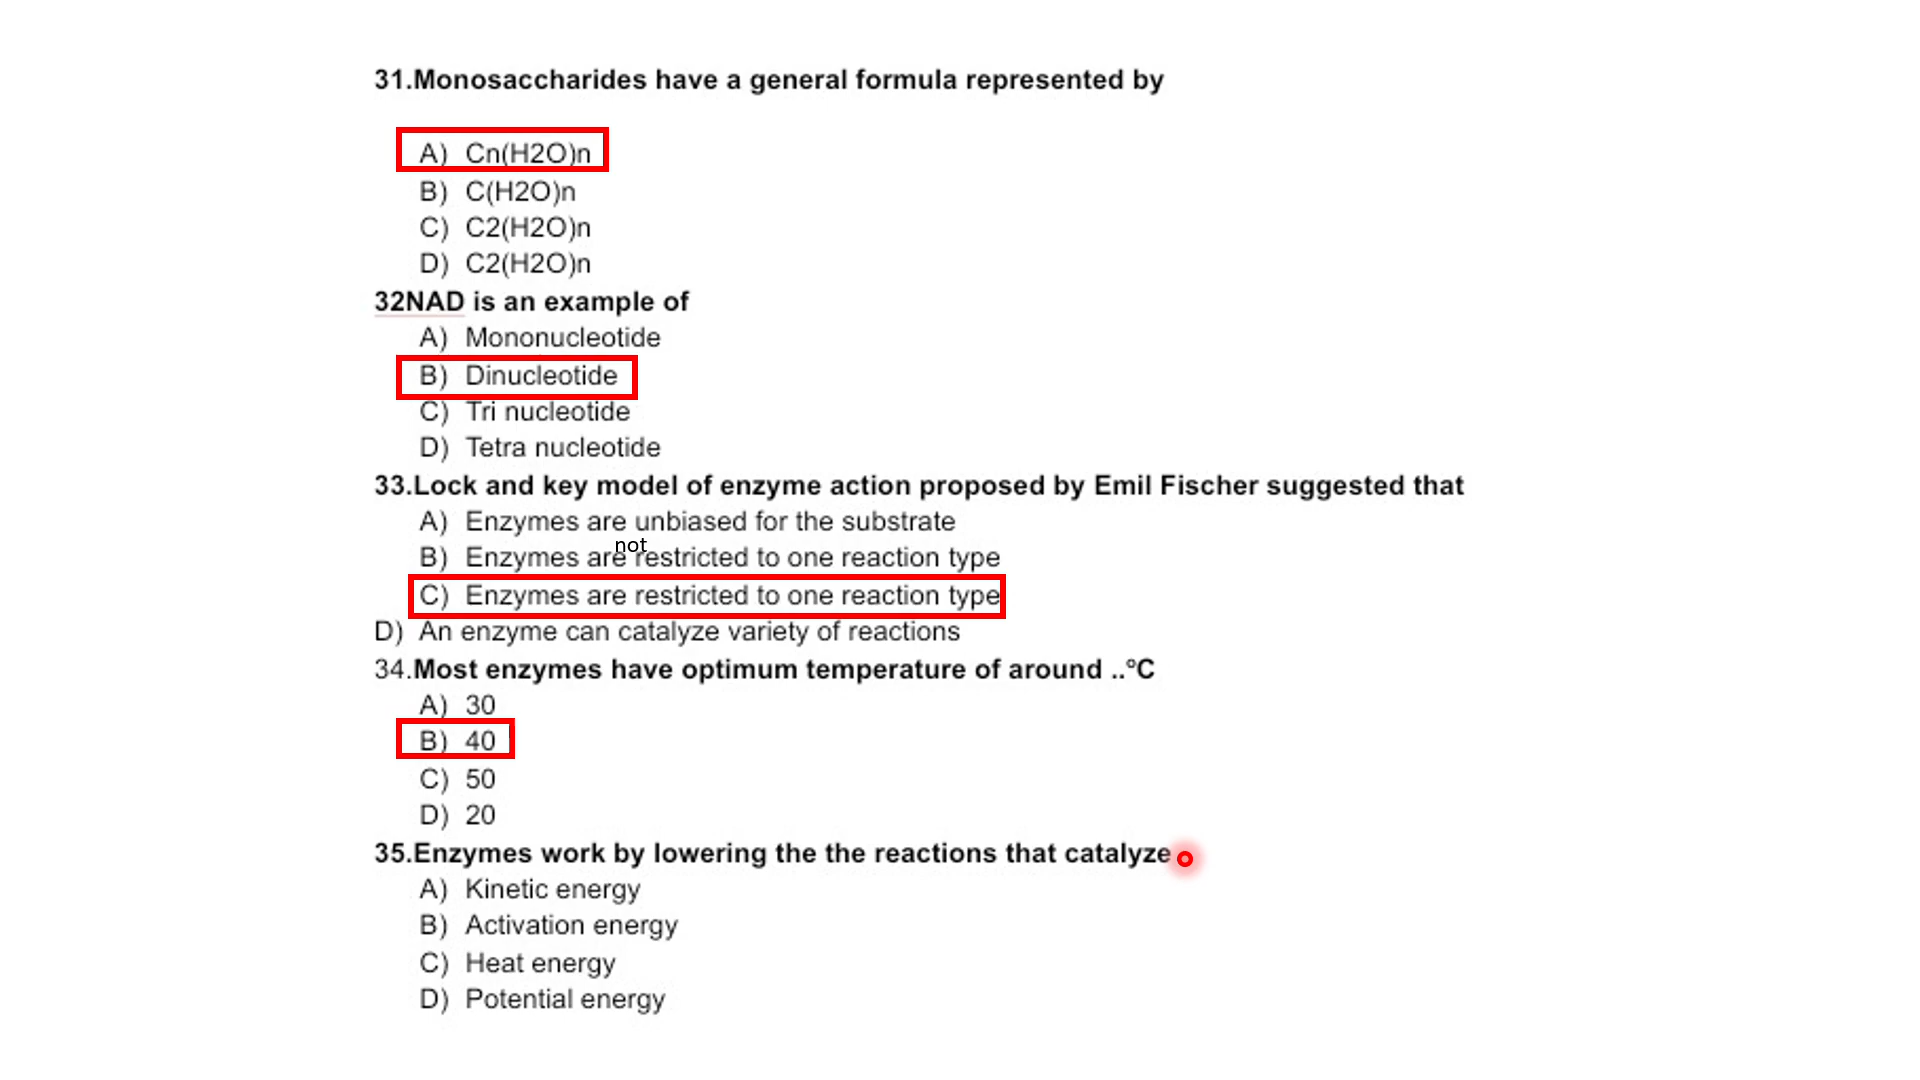 31.Monosaccharides have a general formula represented by
A) Cn(H2O)n
B) C(H2O)n
C) C2(H2O)n
D) C2(H2O)n
32NAD is an example of
A) Mononucleotide
B) Dinucleotide
C) Tri nucleotide
D) Tetra nucleotide
33.Lock and key model of enzyme action proposed by Emil Fischer suggested that
A) Enzymes are unbiased for the substrate
not
B) Enzymes are restricted to one reaction type
C) Enzymes are restricted to one reaction type
D) An enzyme can catalyze variety of reactions
34.Most enzymes have optimum temperature of around ..°C
A) 30
B) 40
C) 50
D) 20
35.Enzymes work by lowering the the reactions that catalyze
A) Kinetic energy
B) Activation energy
C) Heat energy
D) Potential energy